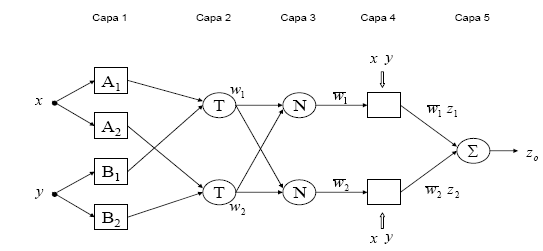 Capa 1 Capa 2 Capa 3 Capa 4 Capa 5
x y
A₁
w₁ w̅₁
x T N w̅₁ z₁
A₂
Σ zₒ
B₁
y T N w̅₂ w̅₂ z₂
w₂
B₂
x y